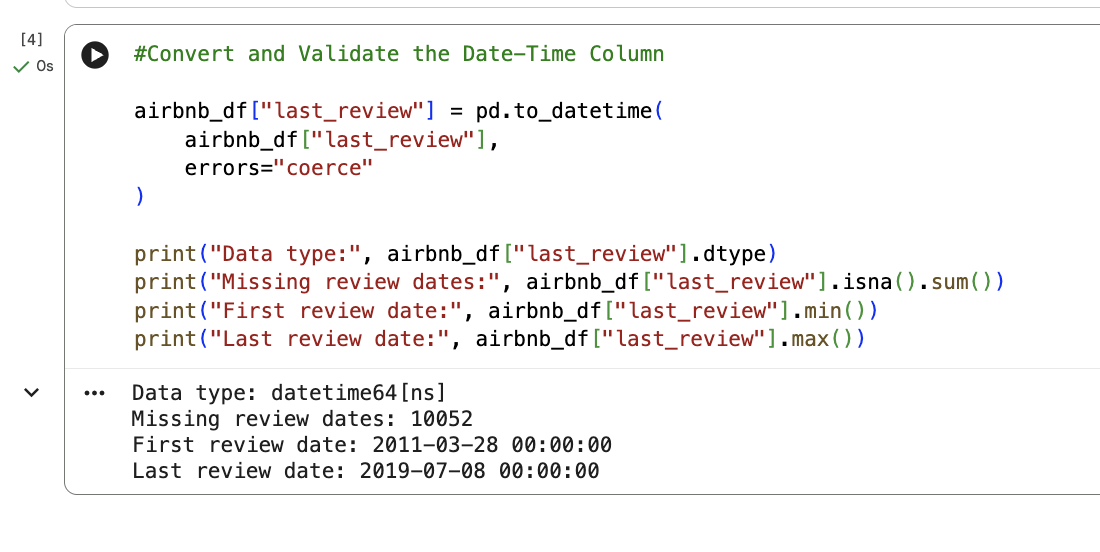 [4]
0s
#Convert and Validate the Date-Time Column
airbnb_df["last_review"] = pd.to_datetime(
    airbnb_df["last_review"],
    errors="coerce"
)
print("Data type:", airbnb_df["last_review"].dtype)
print("Missing review dates:", airbnb_df["last_review"].isna().sum())
print("First review date:", airbnb_df["last_review"].min())
print("Last review date:", airbnb_df["last_review"].max())
Data type: datetime64[ns]
Missing review dates: 10052
First review date: 2011-03-28 00:00:00
Last review date: 2019-07-08 00:00:00